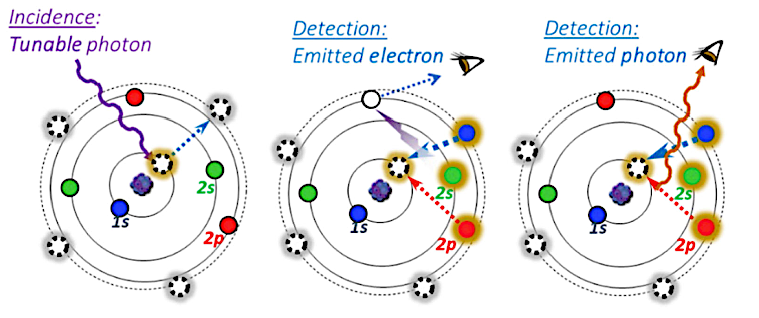 Incidence:
Tunable photon
Detection:
Emitted electron
Detection:
Emitted photon
2s
1s
2p
2s
1s
2p
2s
1s
2p